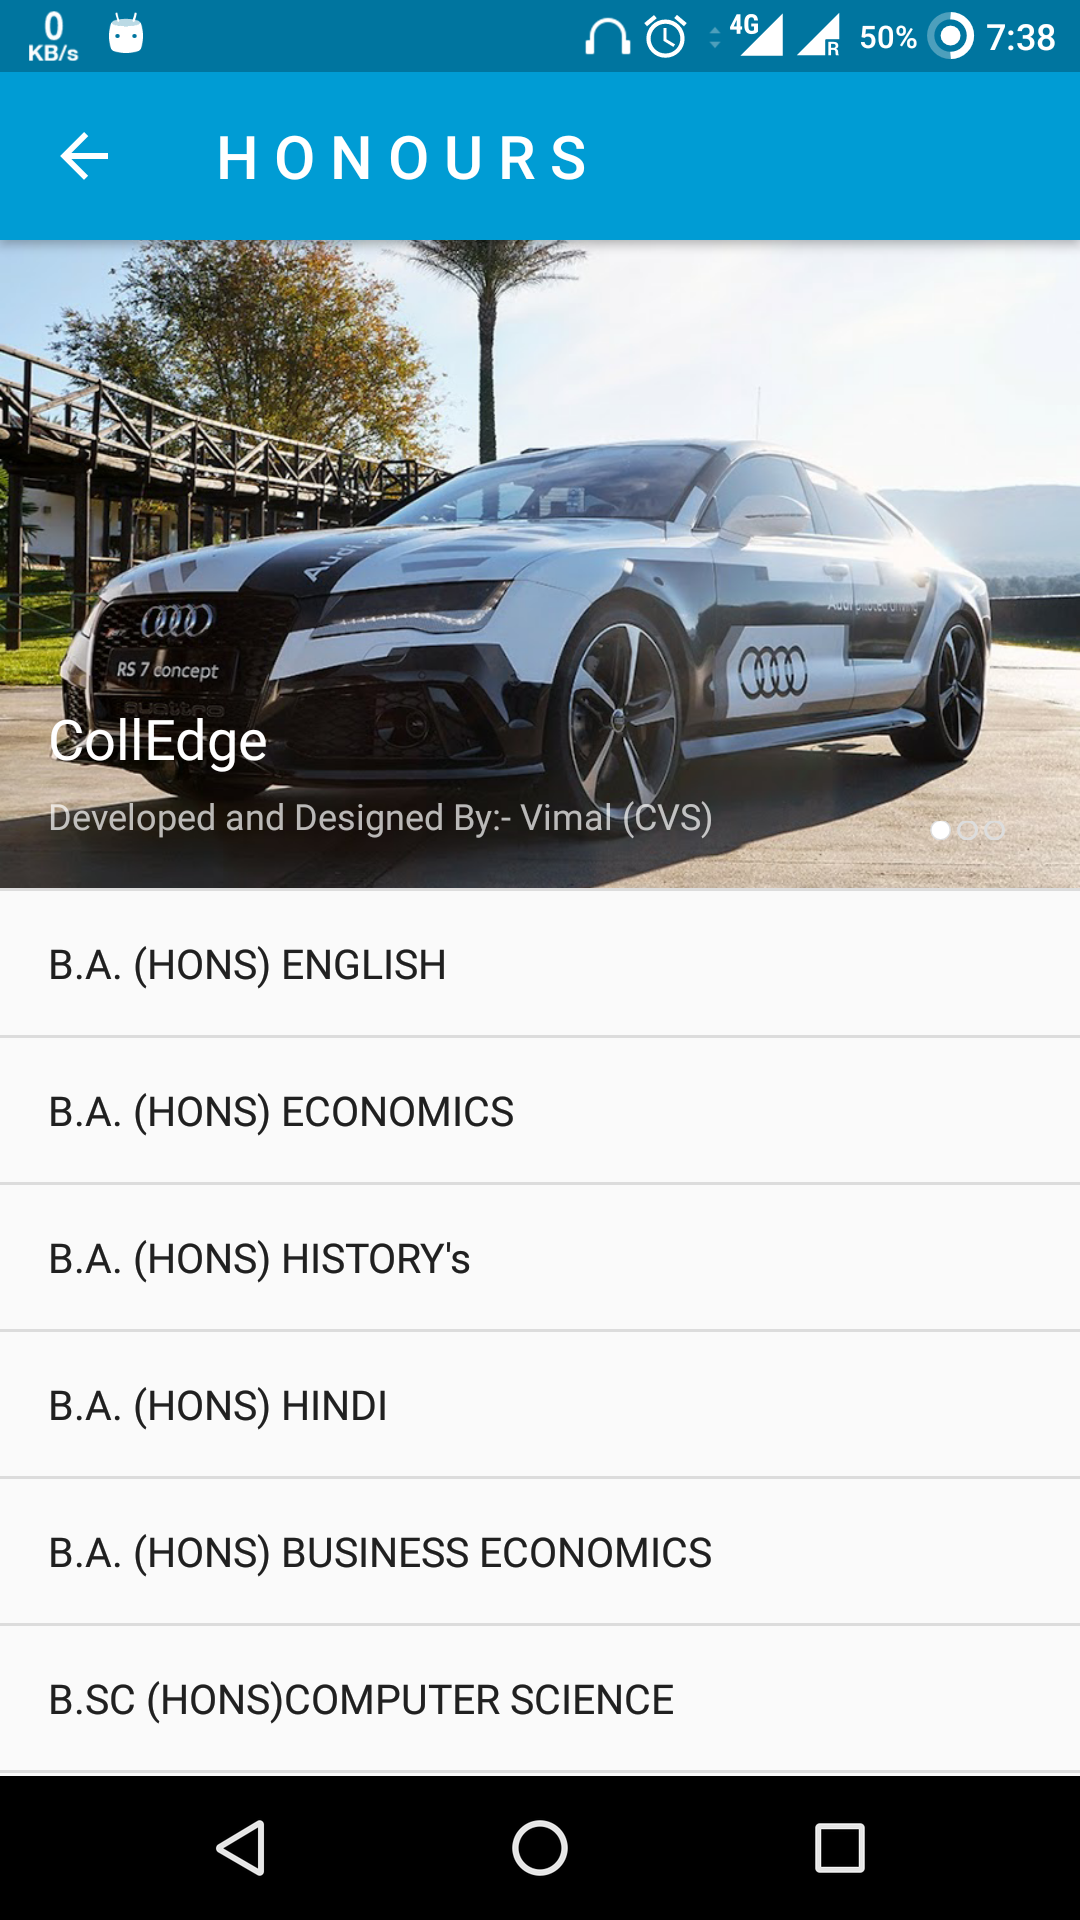 0
KB/s
4G
R
50%
7:38
HONOURS
Audi
Audi piloted driving
RS 7 concept
quattro
CollEdge
Developed and Designed By:- Vimal (CVS)
B.A. (HONS) ENGLISH
B.A. (HONS) ECONOMICS
B.A. (HONS) HISTORY's
B.A. (HONS) HINDI
B.A. (HONS) BUSINESS ECONOMICS
B.SC (HONS)COMPUTER SCIENCE